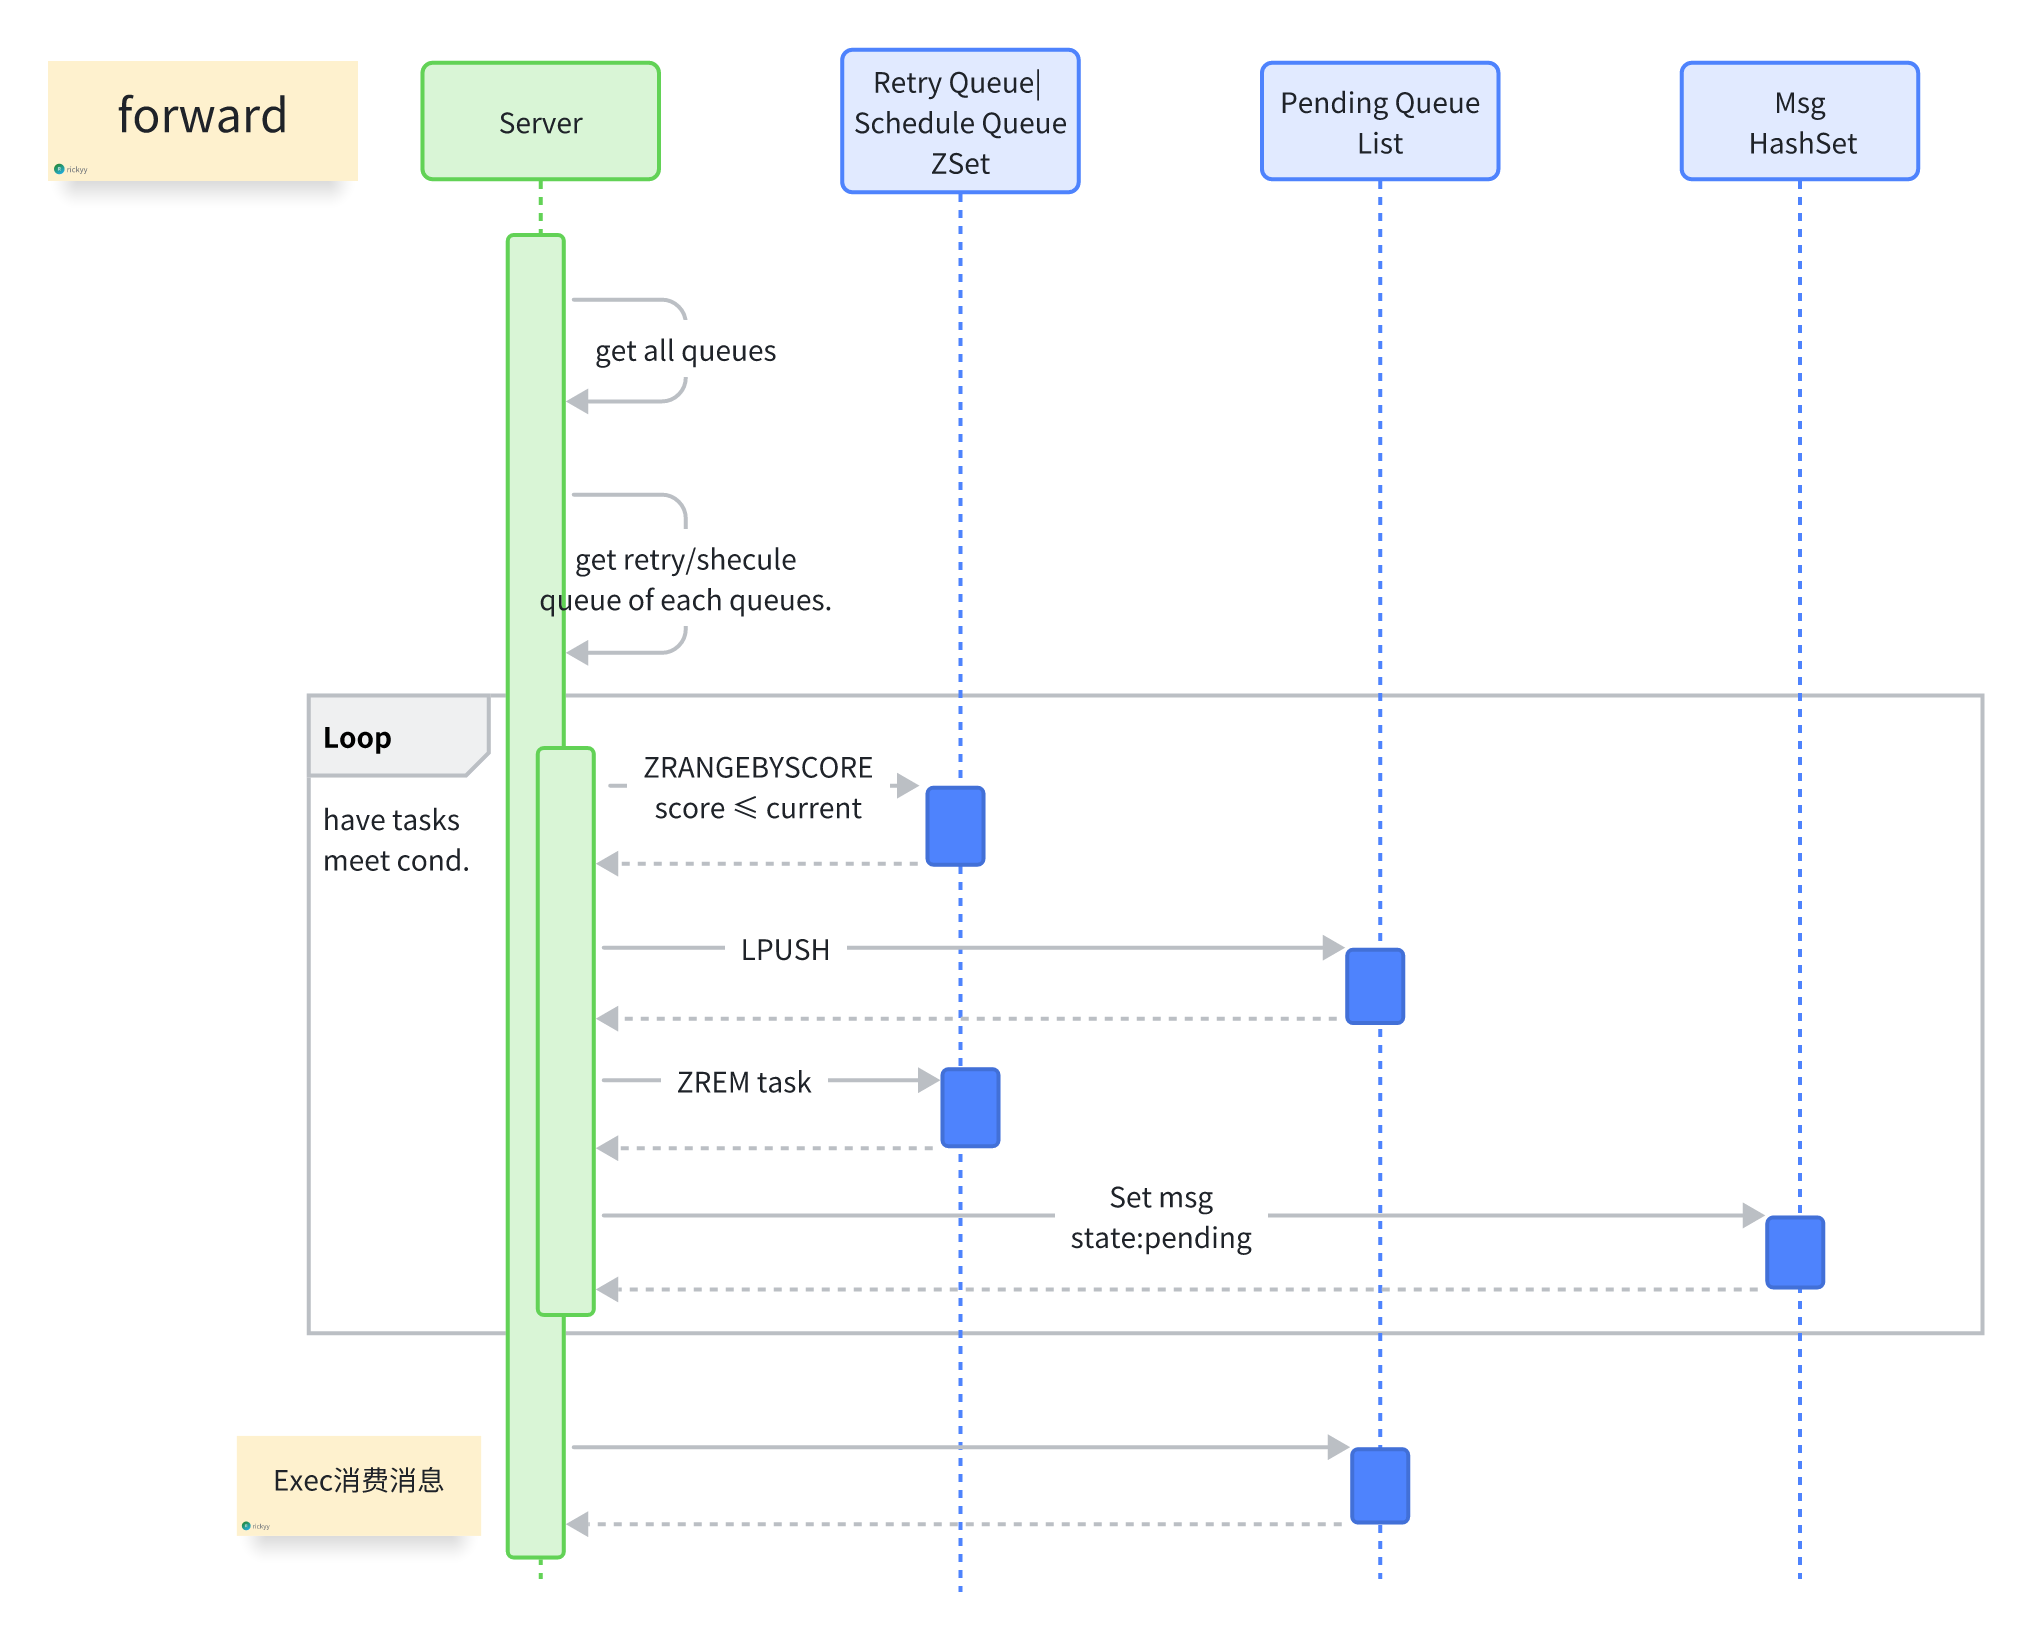 forward
rickyy
Server
Retry Queue|
Schedule Queue
ZSet
Pending Queue
List
Msg
HashSet
get all queues
get retry/shecule
queue of each queues.
Loop
have tasks
meet cond.
ZRANGEBYSCORE
score ⩽ current
LPUSH
ZREM task
Set msg
state:pending
Exec消费消息
rickyy